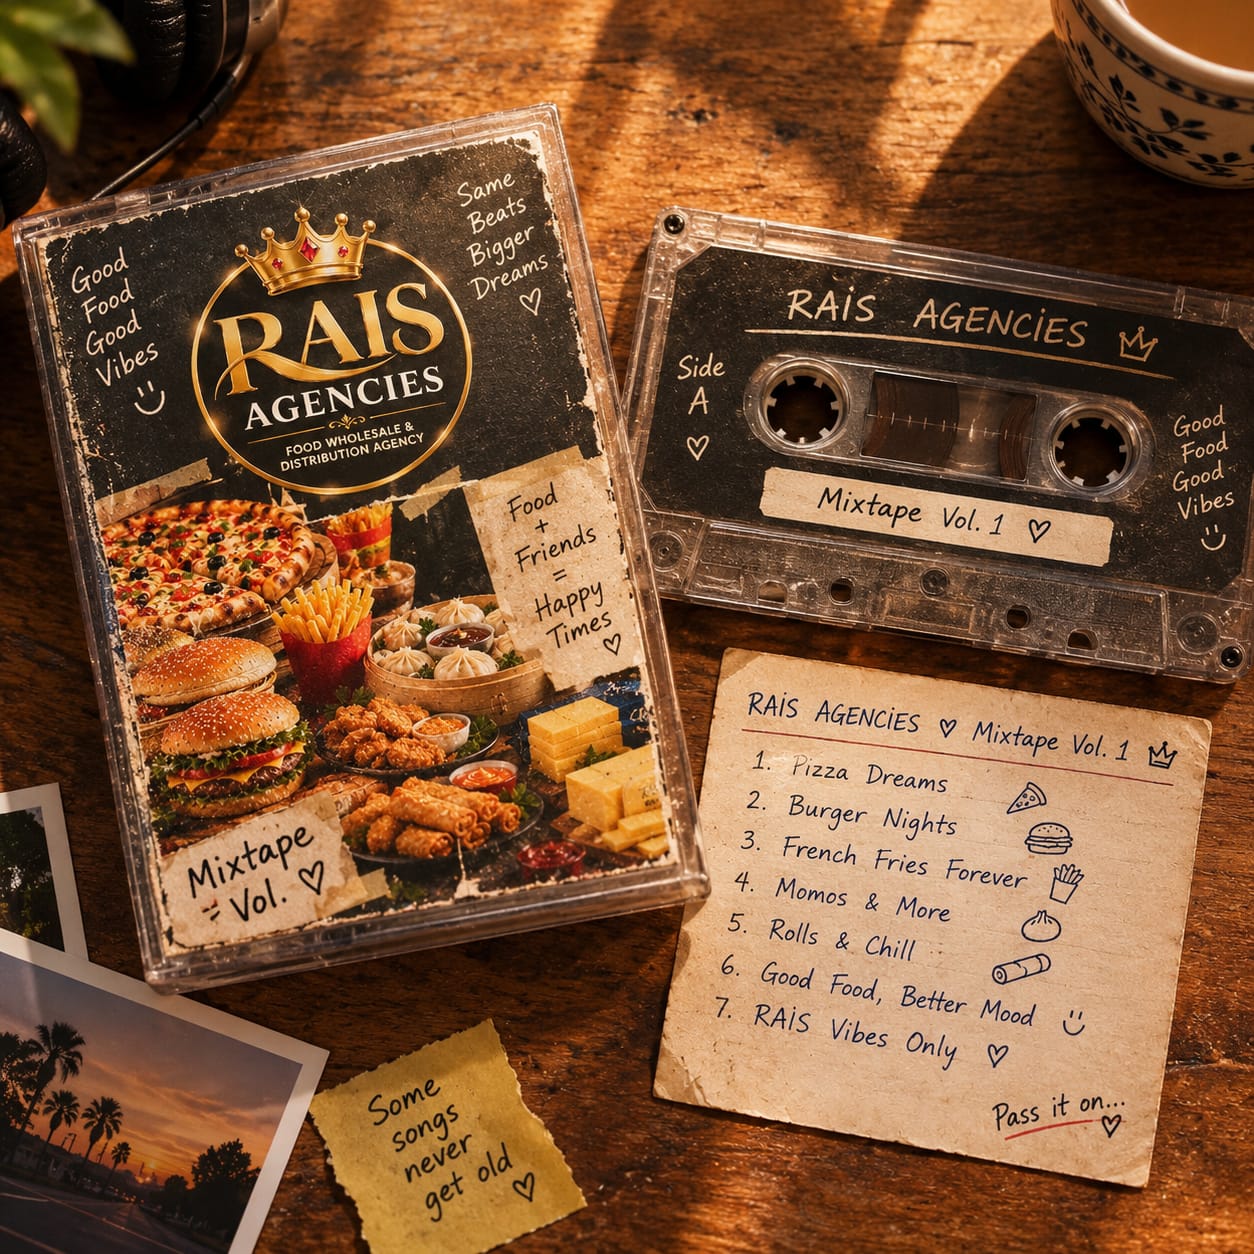 Good
Food
Good
Vibes
Same
Beats
Bigger
Dreams
RAIS
AGENCIES
FOOD WHOLESALE &
DISTRIBUTION AGENCY
Food
+
Friends
=
Happy
Times
Mixtape
Vol.
RAiS AGENCiES
Side
A
Mixtape Vol. 1
Good
Food
Good
Vibes
RAiS AGENCiES Mixtape Vol. 1
1. Pizza Dreams
2. Burger Nights
3. French Fries Forever
4. Momos & More
5. Rolls & Chill
6. Good Food, Better Mood
7. RAiS Vibes Only
Pass it on...
Some
songs
never
get old